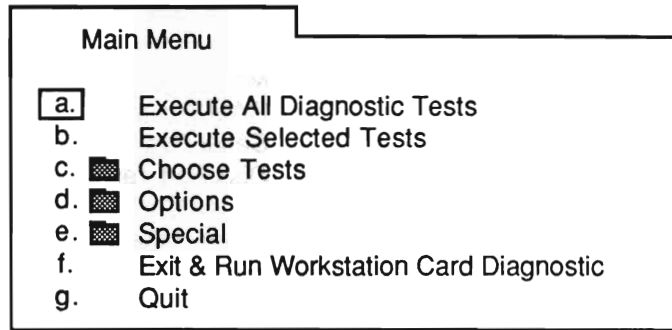 Main Menu
a. Execute All Diagnostic Tests
b. Execute Selected Tests
c. Choose Tests
d. Options
e. Special
f. Exit & Run Workstation Card Diagnostic
g. Quit